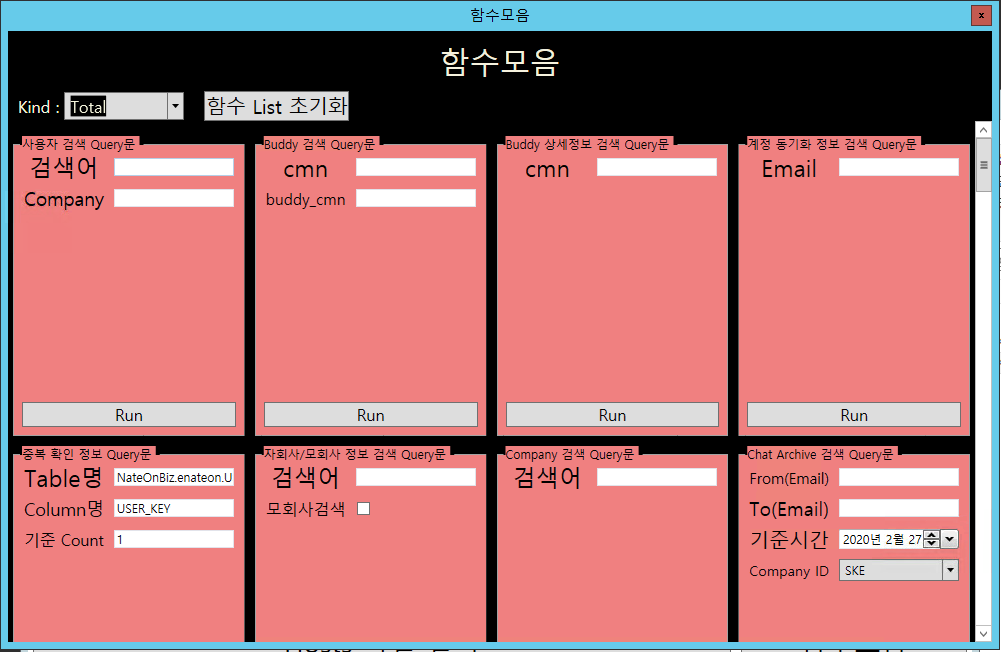 함수모음
x
함수모음
Kind : Total 함수 List 초기화
사용자 검색 Query문
검색어
Company
Run
Buddy 검색 Query문
cmn
buddy_cmn
Run
Buddy 상세정보 검색 Query문
cmn
Run
계정 동기화 정보 검색 Query문
Email
Run
중복 확인 정보 Query문
Table명 NateOnBiz.enateon.U
Column명 USER_KEY
기준 Count 1
자회사/모회사 정보 검색 Query문
검색어
모회사검색
Company 검색 Query문
검색어
Chat Archive 검색 Query문
From(Email)
To(Email)
기준시간 2020년 2월 27
Company ID SKE